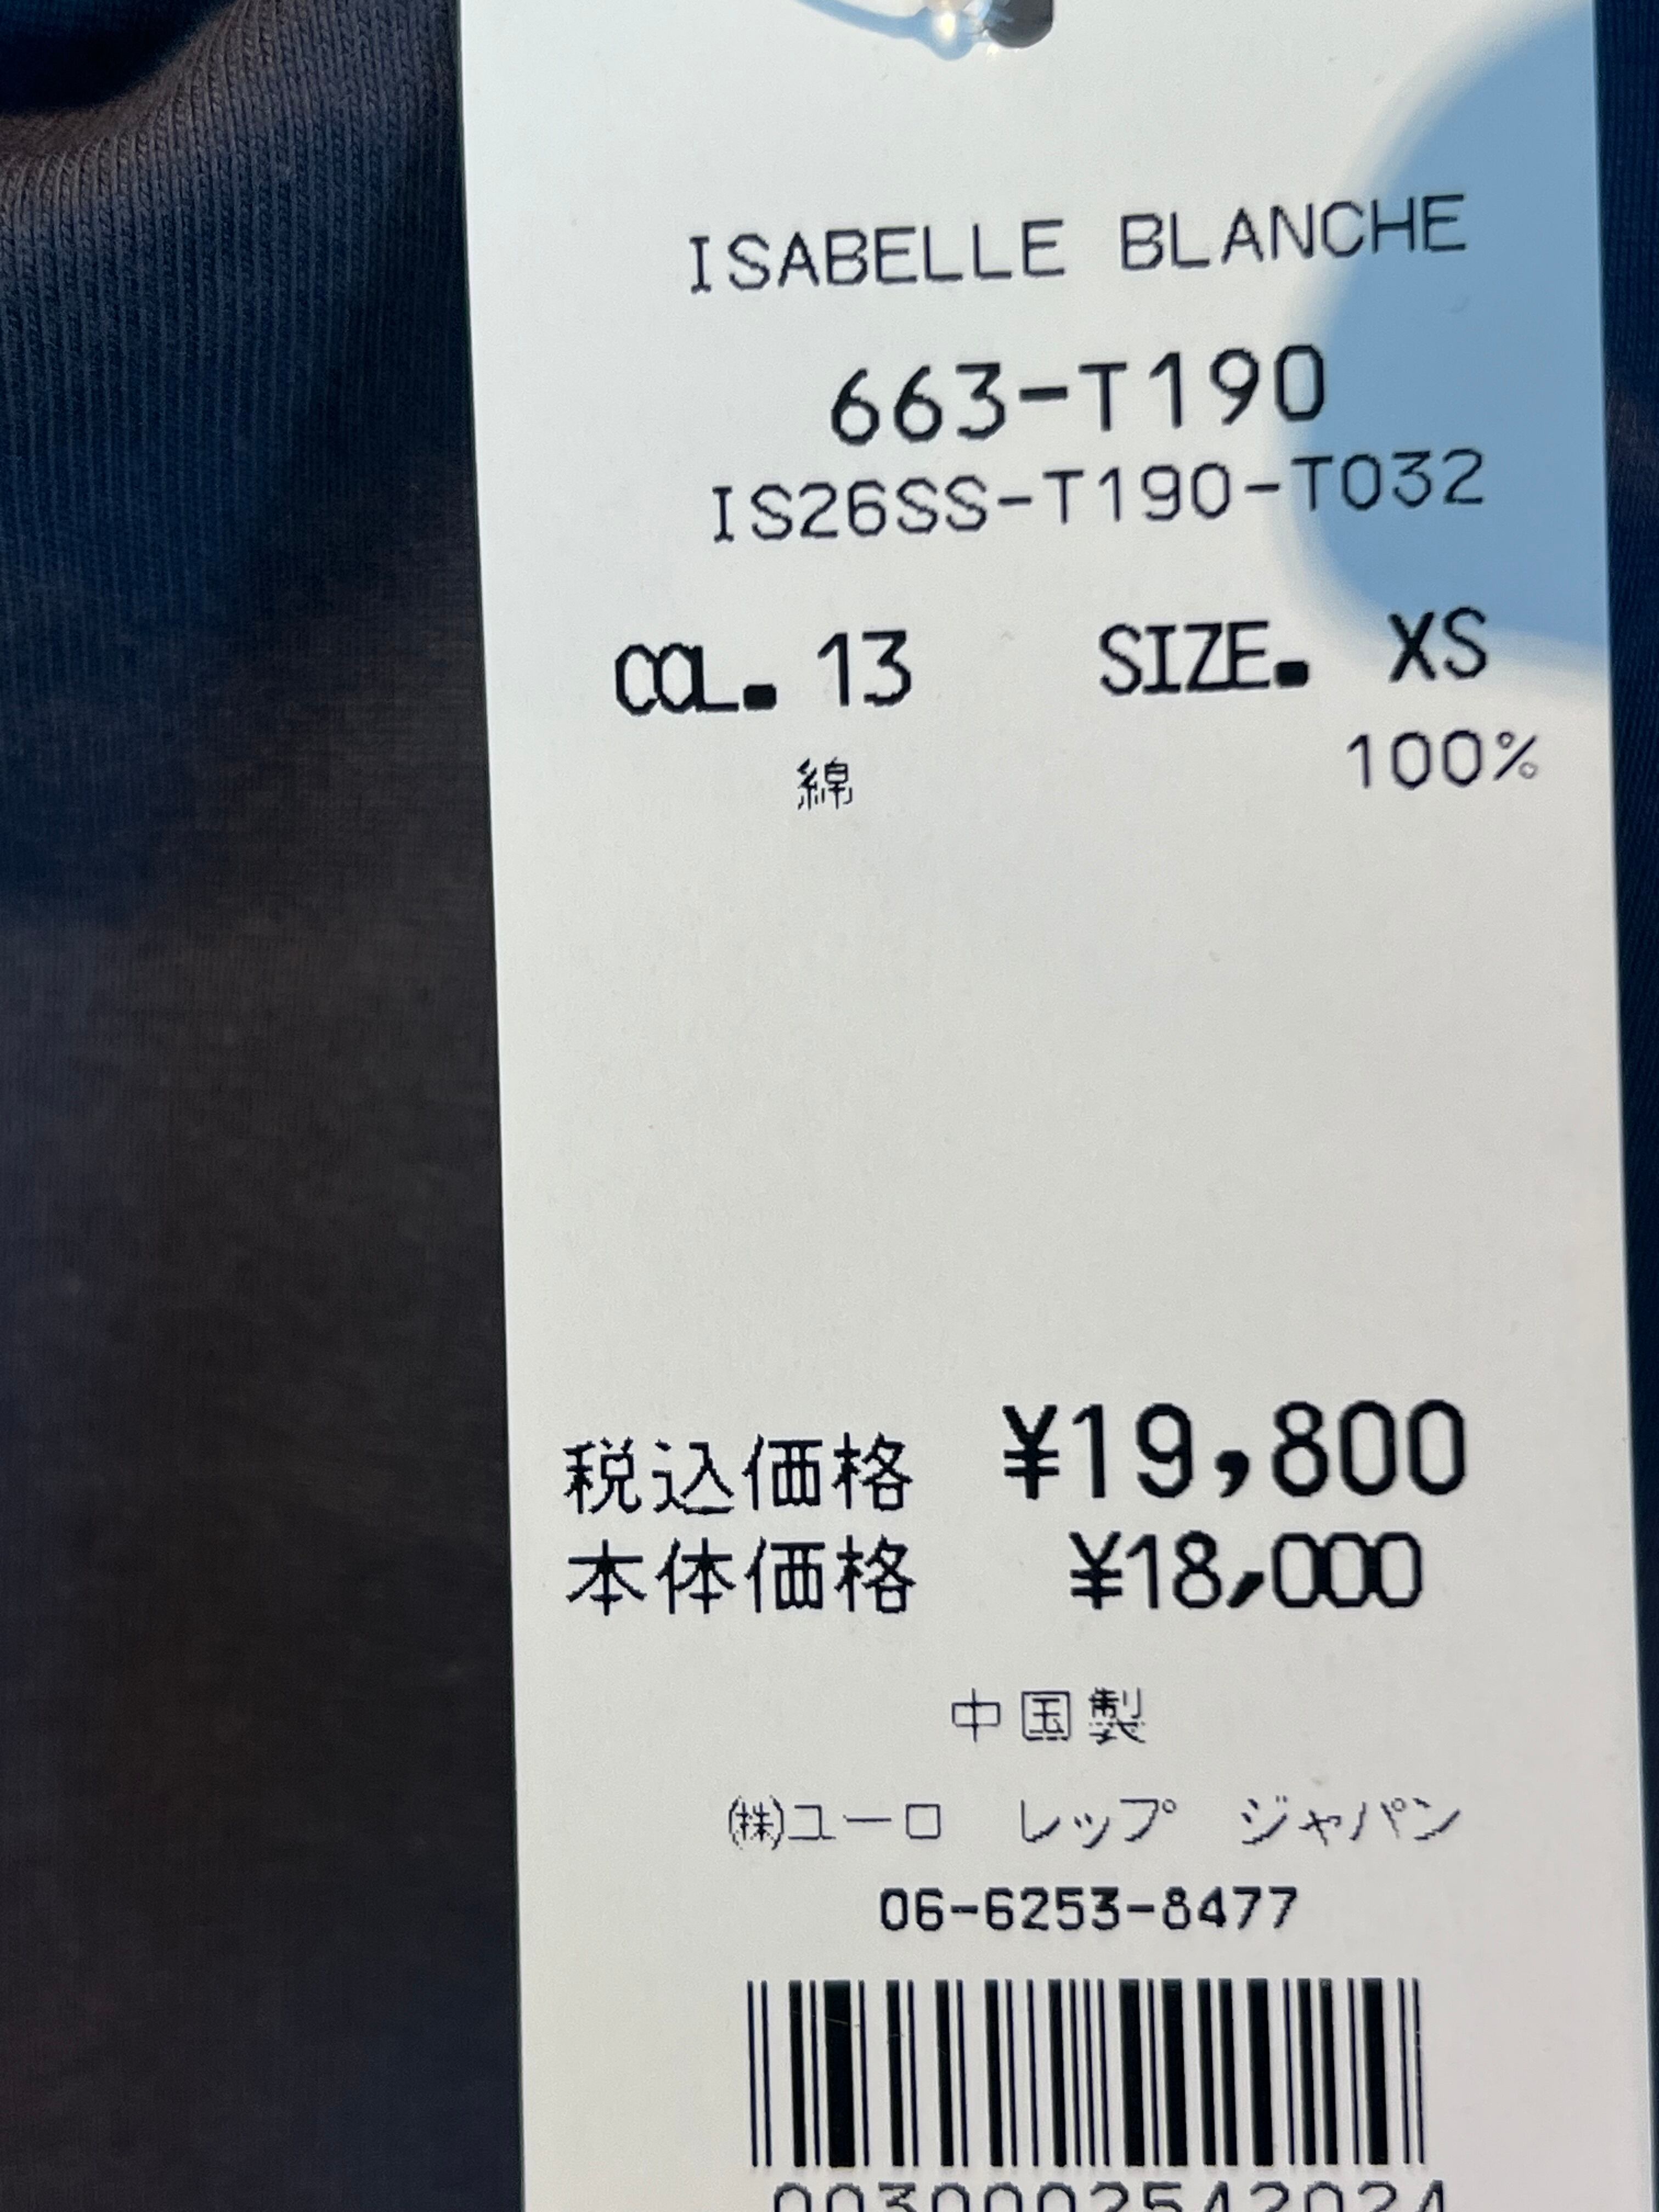 ISABELLE BLANCHE
663-T190
IS26SS-T190-T032
COL. 13 SIZE. XS
綿 100%
税込価格 ¥19,800
本体価格 ¥18,000
中国製
㈱ユーロ レップ ジャパン
06-6253-8477